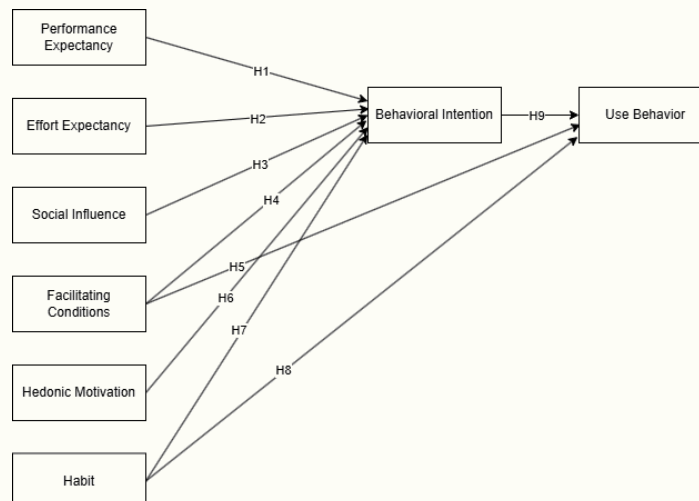 Performance
Expectancy
H1
Behavioral Intention
H9
Use Behavior
Effort Expectancy
H2
H3
Social Influence
H4
H5
Facilitating
Conditions
H6
H7
Hedonic Motivation
H8
Habit